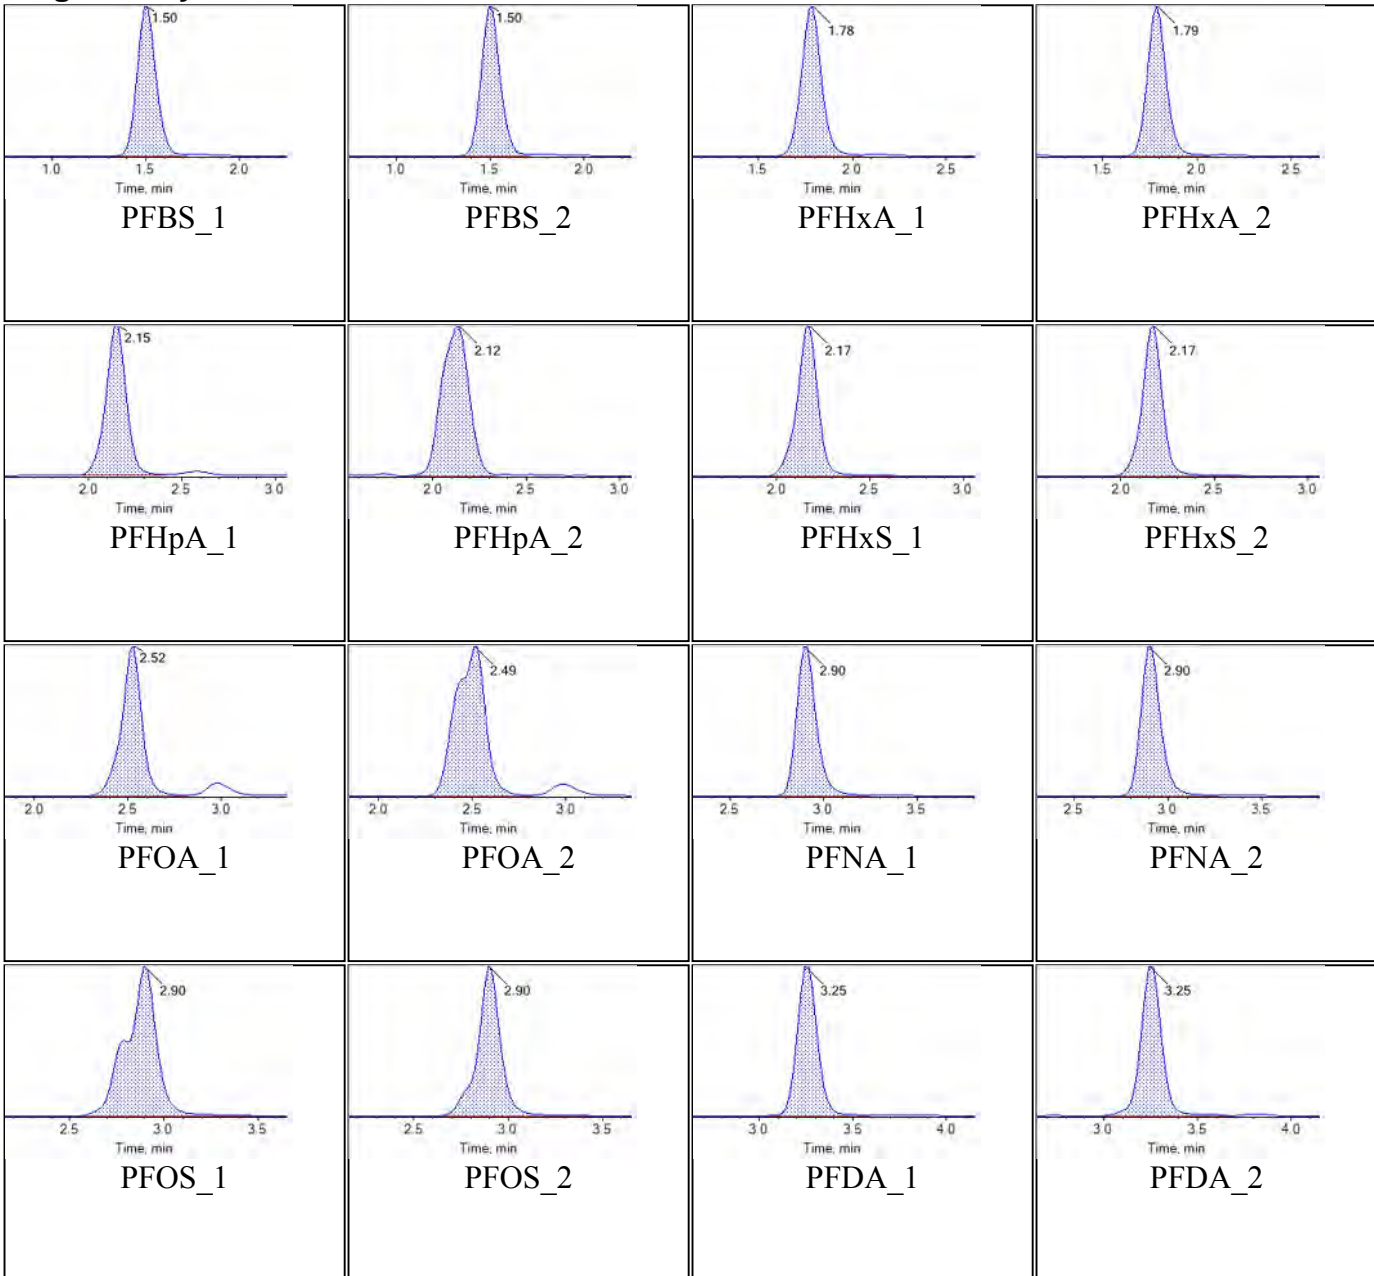 1.50
1.0 1.5 2.0
Time, min
PFBS_1
1.50
1.0 1.5 2.0
Time, min
PFBS_2
1.78
1.5 2.0 2.5
Time, min
PFHxA_1
1.79
1.5 2.0 2.5
Time, min
PFHxA_2
2.15
2.0 2.5 3.0
Time, min
PFHpA_1
2.12
2.0 2.5 3.0
Time, min
PFHpA_2
2.17
2.0 2.5 3.0
Time, min
PFHxS_1
2.17
2.0 2.5 3.0
Time, min
PFHxS_2
2.52
2.0 2.5 3.0
Time, min
PFOA_1
2.49
2.0 2.5 3.0
Time, min
PFOA_2
2.90
2.5 3.0 3.5
Time, min
PFNA_1
2.90
2.5 3.0 3.5
Time, min
PFNA_2
2.90
2.5 3.0 3.5
Time, min
PFOS_1
2.90
2.5 3.0 3.5
Time, min
PFOS_2
3.25
3.0 3.5 4.0
Time, min
PFDA_1
3.25
3.0 3.5 4.0
Time, min
PFDA_2